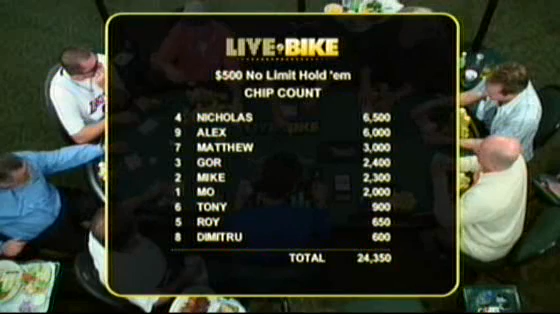 LIVE BIKE
$500 No Limit Hold 'em
CHIP COUNT
4 NICHOLAS 6,500
9 ALEX 6,000
7 MATTHEW 3,000
3 GOR 2,400
2 MIKE 2,300
1 MO 2,000
6 TONY 900
5 ROY 650
8 DIMITRU 600
TOTAL 24,350